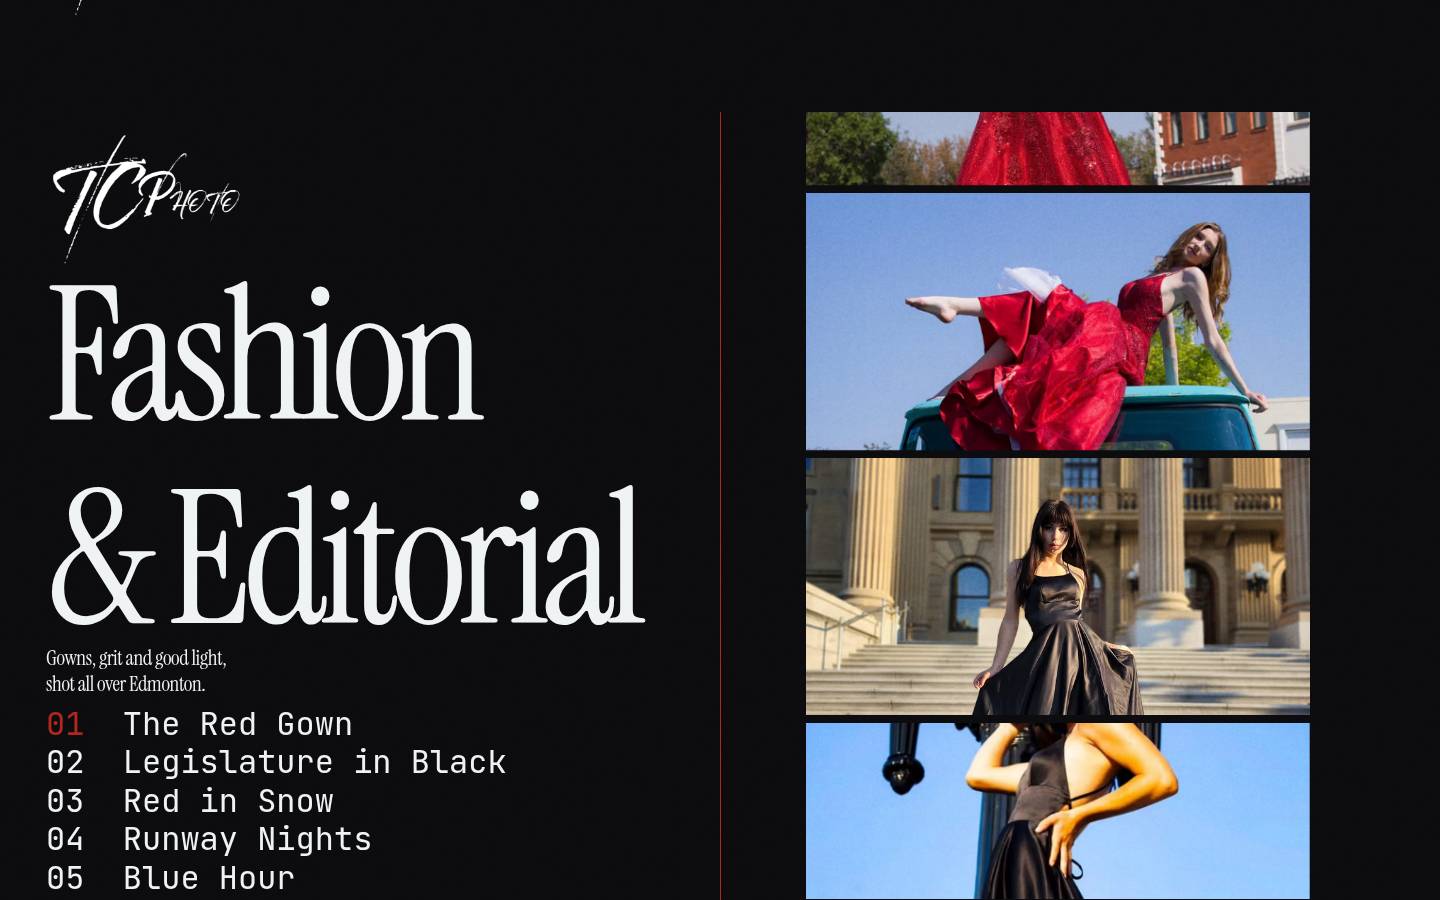 TCPhoto
Fashion
& Editorial
Gowns, grit and good light,
shot all over Edmonton.
01 The Red Gown
02 Legislature in Black
03 Red in Snow
04 Runway Nights
05 Blue Hour